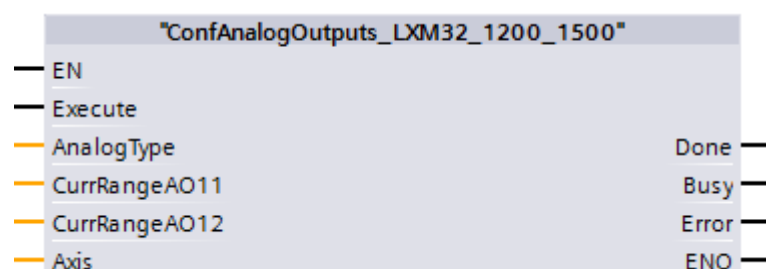 "ConfAnalogOutputs_LXM32_1200_1500"
EN
Execute
AnalogType Done
CurrRangeAO11 Busy
CurrRangeAO12 Error
Axis ENO